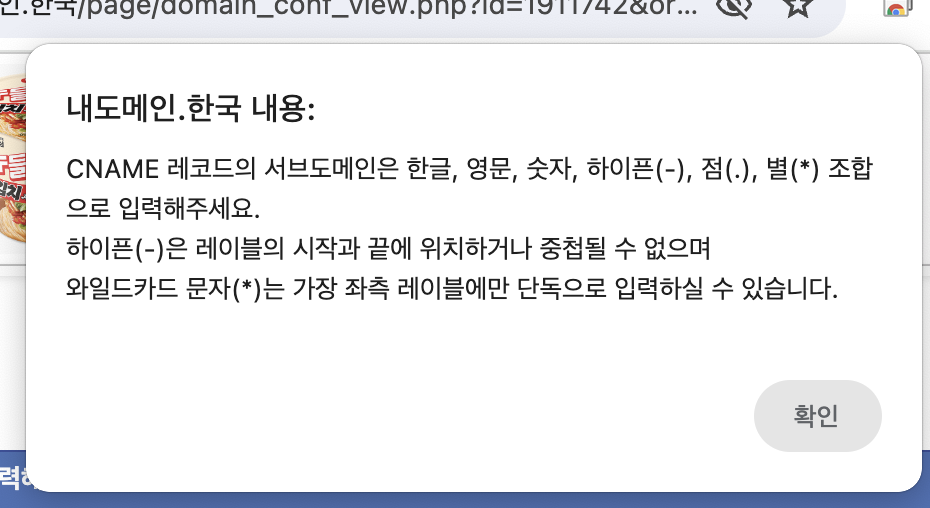 인.한국/page/domain_conf_view.php?id=1911742&or...
내도메인.한국 내용:
CNAME 레코드의 서브도메인은 한글, 영문, 숫자, 하이픈(-), 점(.), 별(*) 조합
으로 입력해주세요.
하이픈(-)은 레이블의 시작과 끝에 위치하거나 중첩될 수 없으며
와일드카드 문자(*)는 가장 좌측 레이블에만 단독으로 입력하실 수 있습니다.
확인